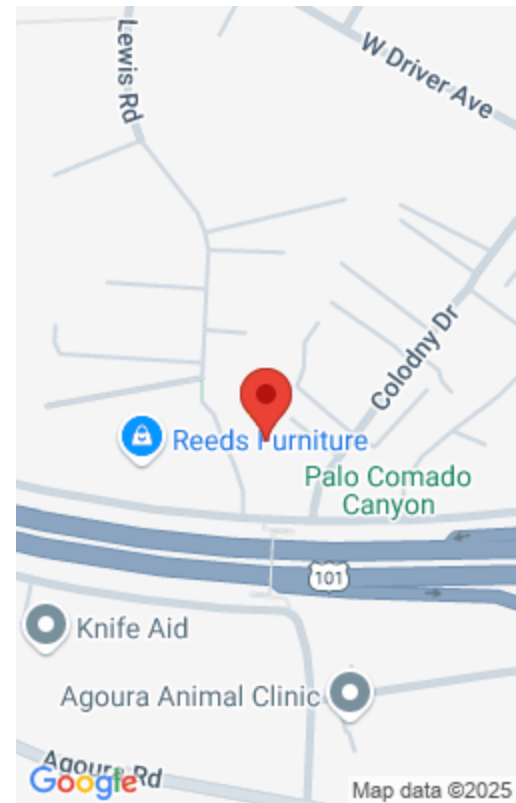 Lewis Rd
W Driver Ave
Colodny Dr
Reeds Furniture
Palo Comado
Canyon
101
Knife Aid
Agoura Animal Clinic
Agoura Rd
Google
Map data ©2025